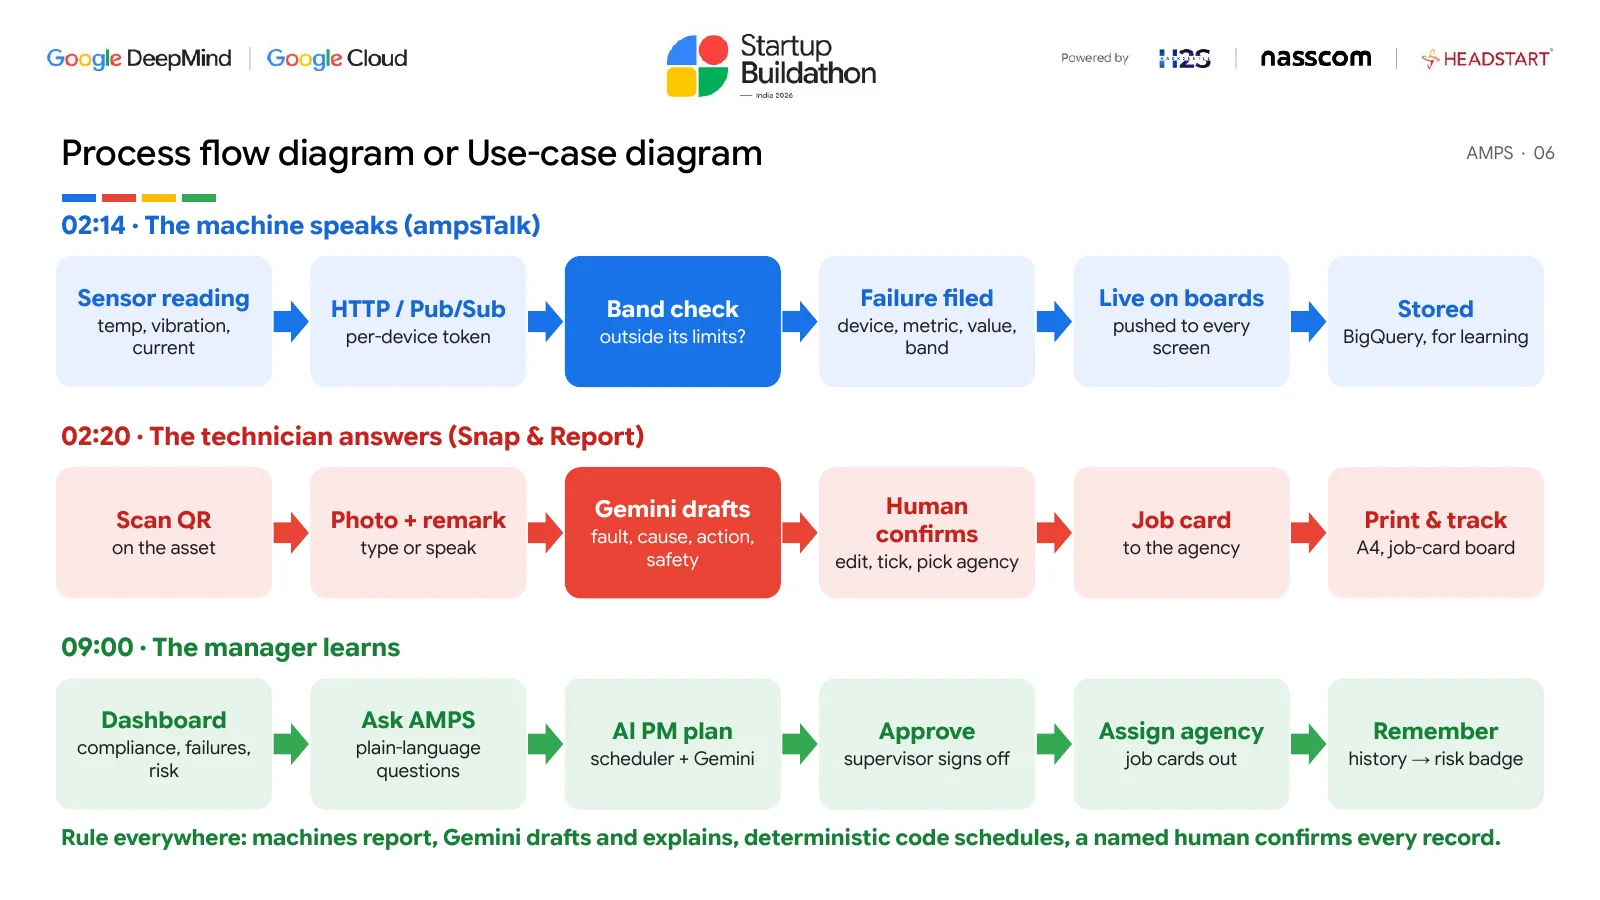 Google DeepMind
Google Cloud
Startup
Buildathon
India 2026
Powered by
H2S
nasscom
HEADSTART
Process flow diagram or Use-case diagram
AMPS · 06
02:14 · The machine speaks (ampsTalk)
Sensor reading
temp, vibration,
current
HTTP / Pub/Sub
per-device token
Band check
outside its limits?
Failure filed
device, metric, value,
band
Live on boards
pushed to every
screen
Stored
BigQuery, for learning
02:20 · The technician answers (Snap & Report)
Scan QR
on the asset
Photo + remark
type or speak
Gemini drafts
fault, cause, action,
safety
Human
confirms
edit, tick, pick agency
Job card
to the agency
Print & track
A4, job-card board
09:00 · The manager learns
Dashboard
compliance, failures,
risk
Ask AMPS
plain-language
questions
AI PM plan
scheduler + Gemini
Approve
supervisor signs off
Assign agency
job cards out
Remember
history → risk badge
Rule everywhere: machines report, Gemini drafts and explains, deterministic code schedules, a named human confirms every record.